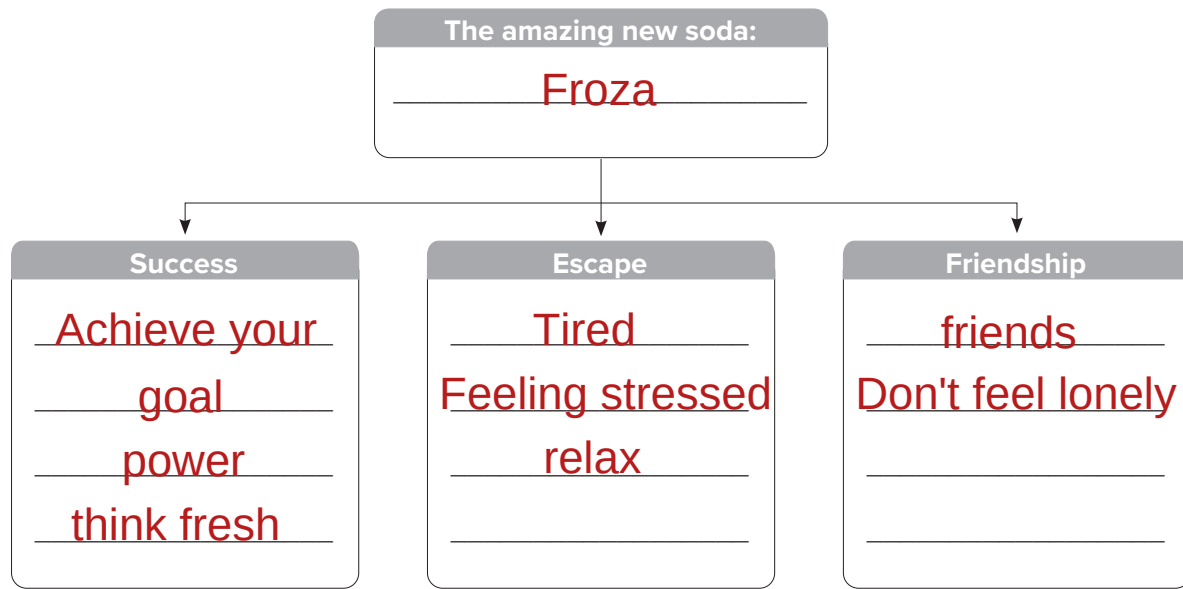 The amazing new soda:
Froza
Success
Achieve your
goal
power
think fresh
Escape
Tired
Feeling stressed
relax
Friendship
friends
Don't feel lonely